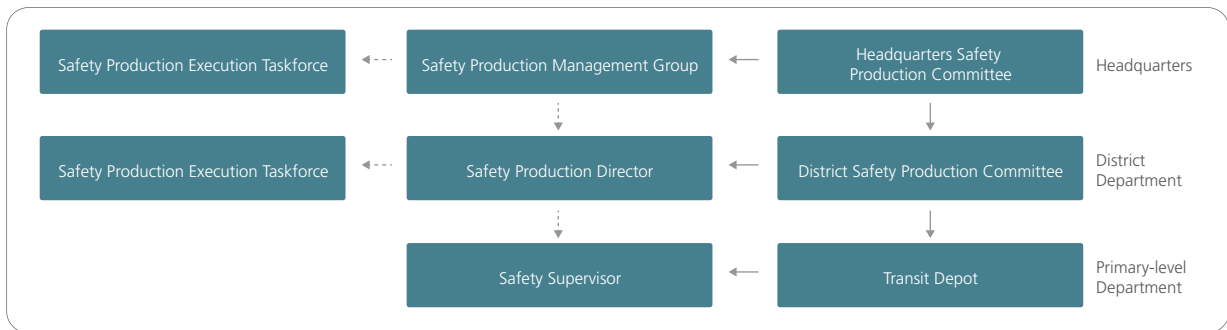 Safety Production Execution Taskforce
Safety Production Management Group
Headquarters Safety
Production Committee
Headquarters
Safety Production Execution Taskforce
Safety Production Director
District Safety Production Committee
District
Department
Safety Supervisor
Transit Depot
Primary-level
Department